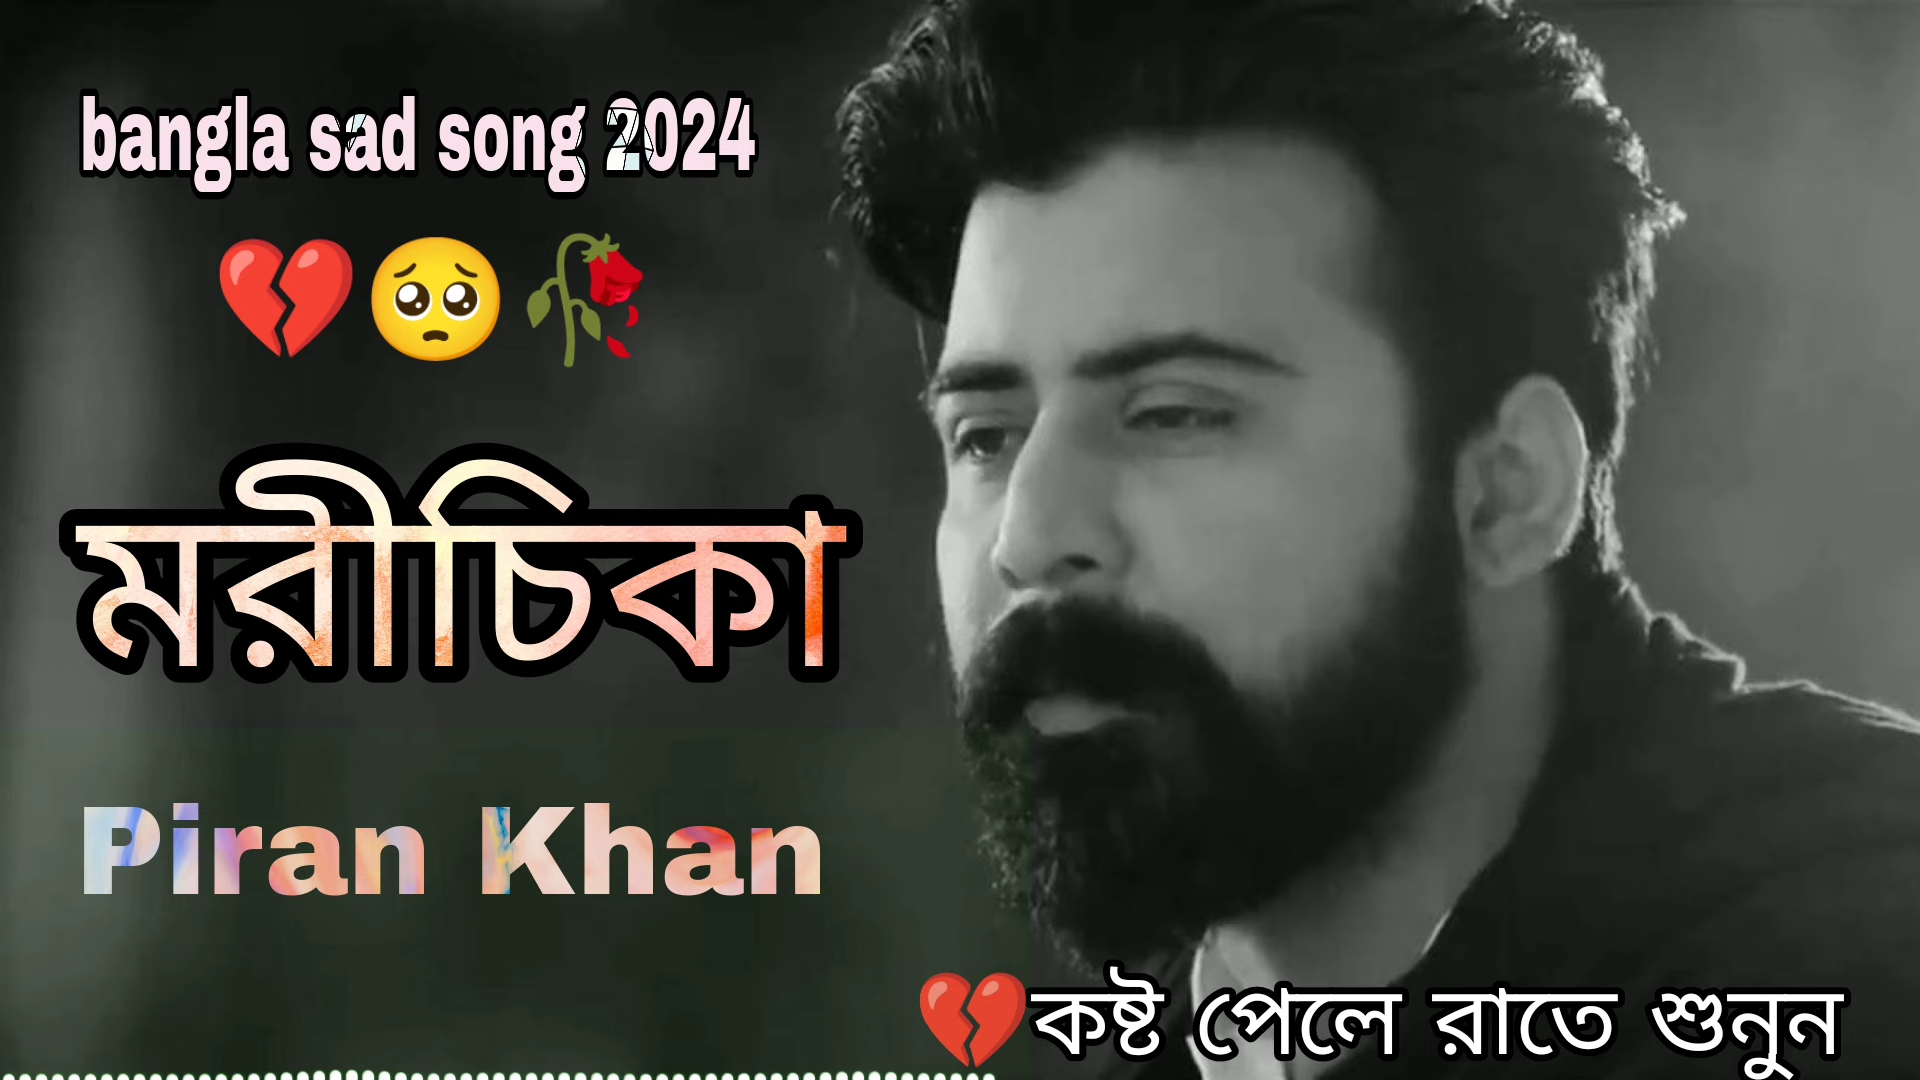 bangla sad song 2024
💔🥺🥀
মরীচিকা
Piran Khan
💔কষ্ট পেলে রাতে শুনুন